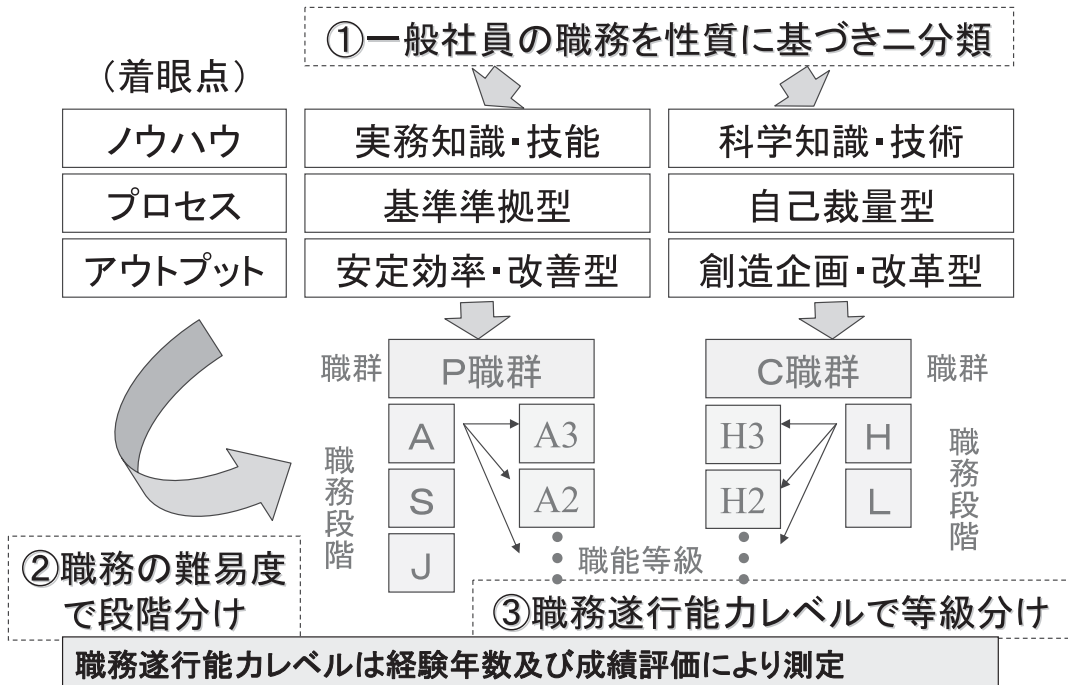 ①一般社員の職務を性質に基づき二分類
(着眼点)
ノウハウ 実務知識・技能 科学知識・技術
プロセス 基準準拠型 自己裁量型
アウトプット 安定効率・改善型 創造企画・改革型
職群 P職群 C職群 職群
職務段階
A A3 H3 H
S A2 H2 L
J
職務段階
職能等級
②職務の難易度
で段階分け
③職務遂行能力レベルで等級分け
職務遂行能力レベルは経験年数及び成績評価により測定